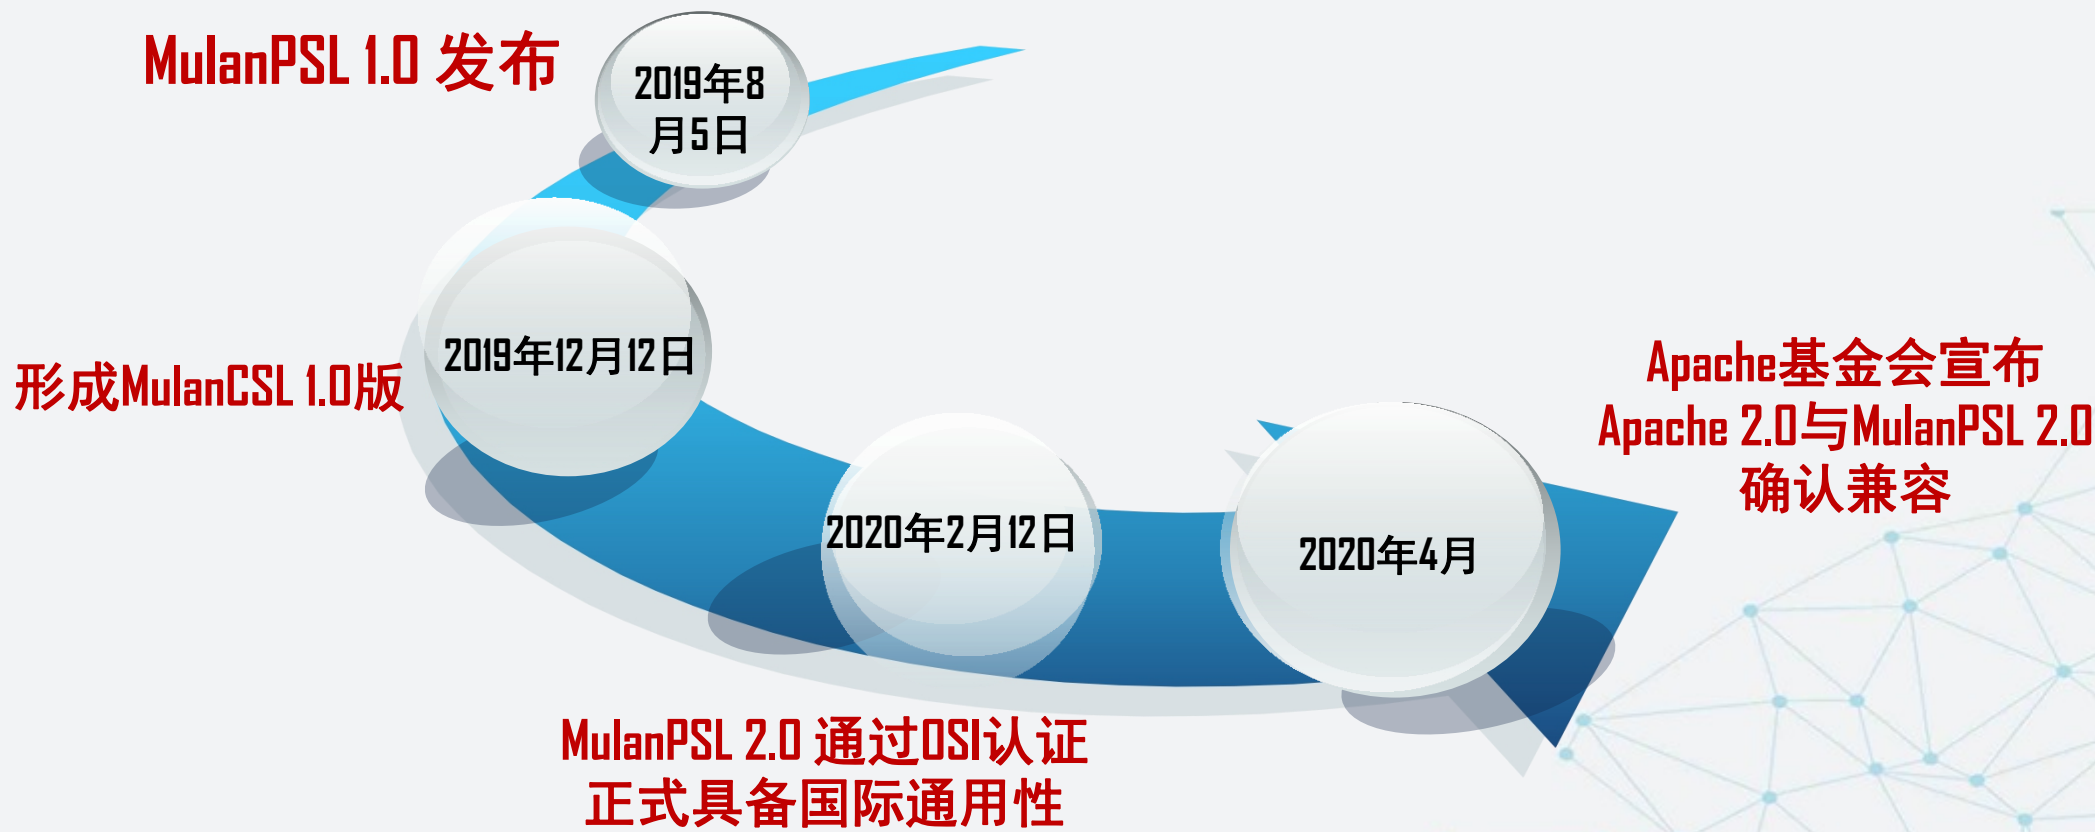 MulanPSL 1.0 发布
2019年8
月5日
形成MulanCSL 1.0版
2019年12月12日
2020年2月12日
MulanPSL 2.0 通过OSI认证
正式具备国际通用性
2020年4月
Apache基金会宣布
Apache 2.0与MulanPSL 2.0
确认兼容